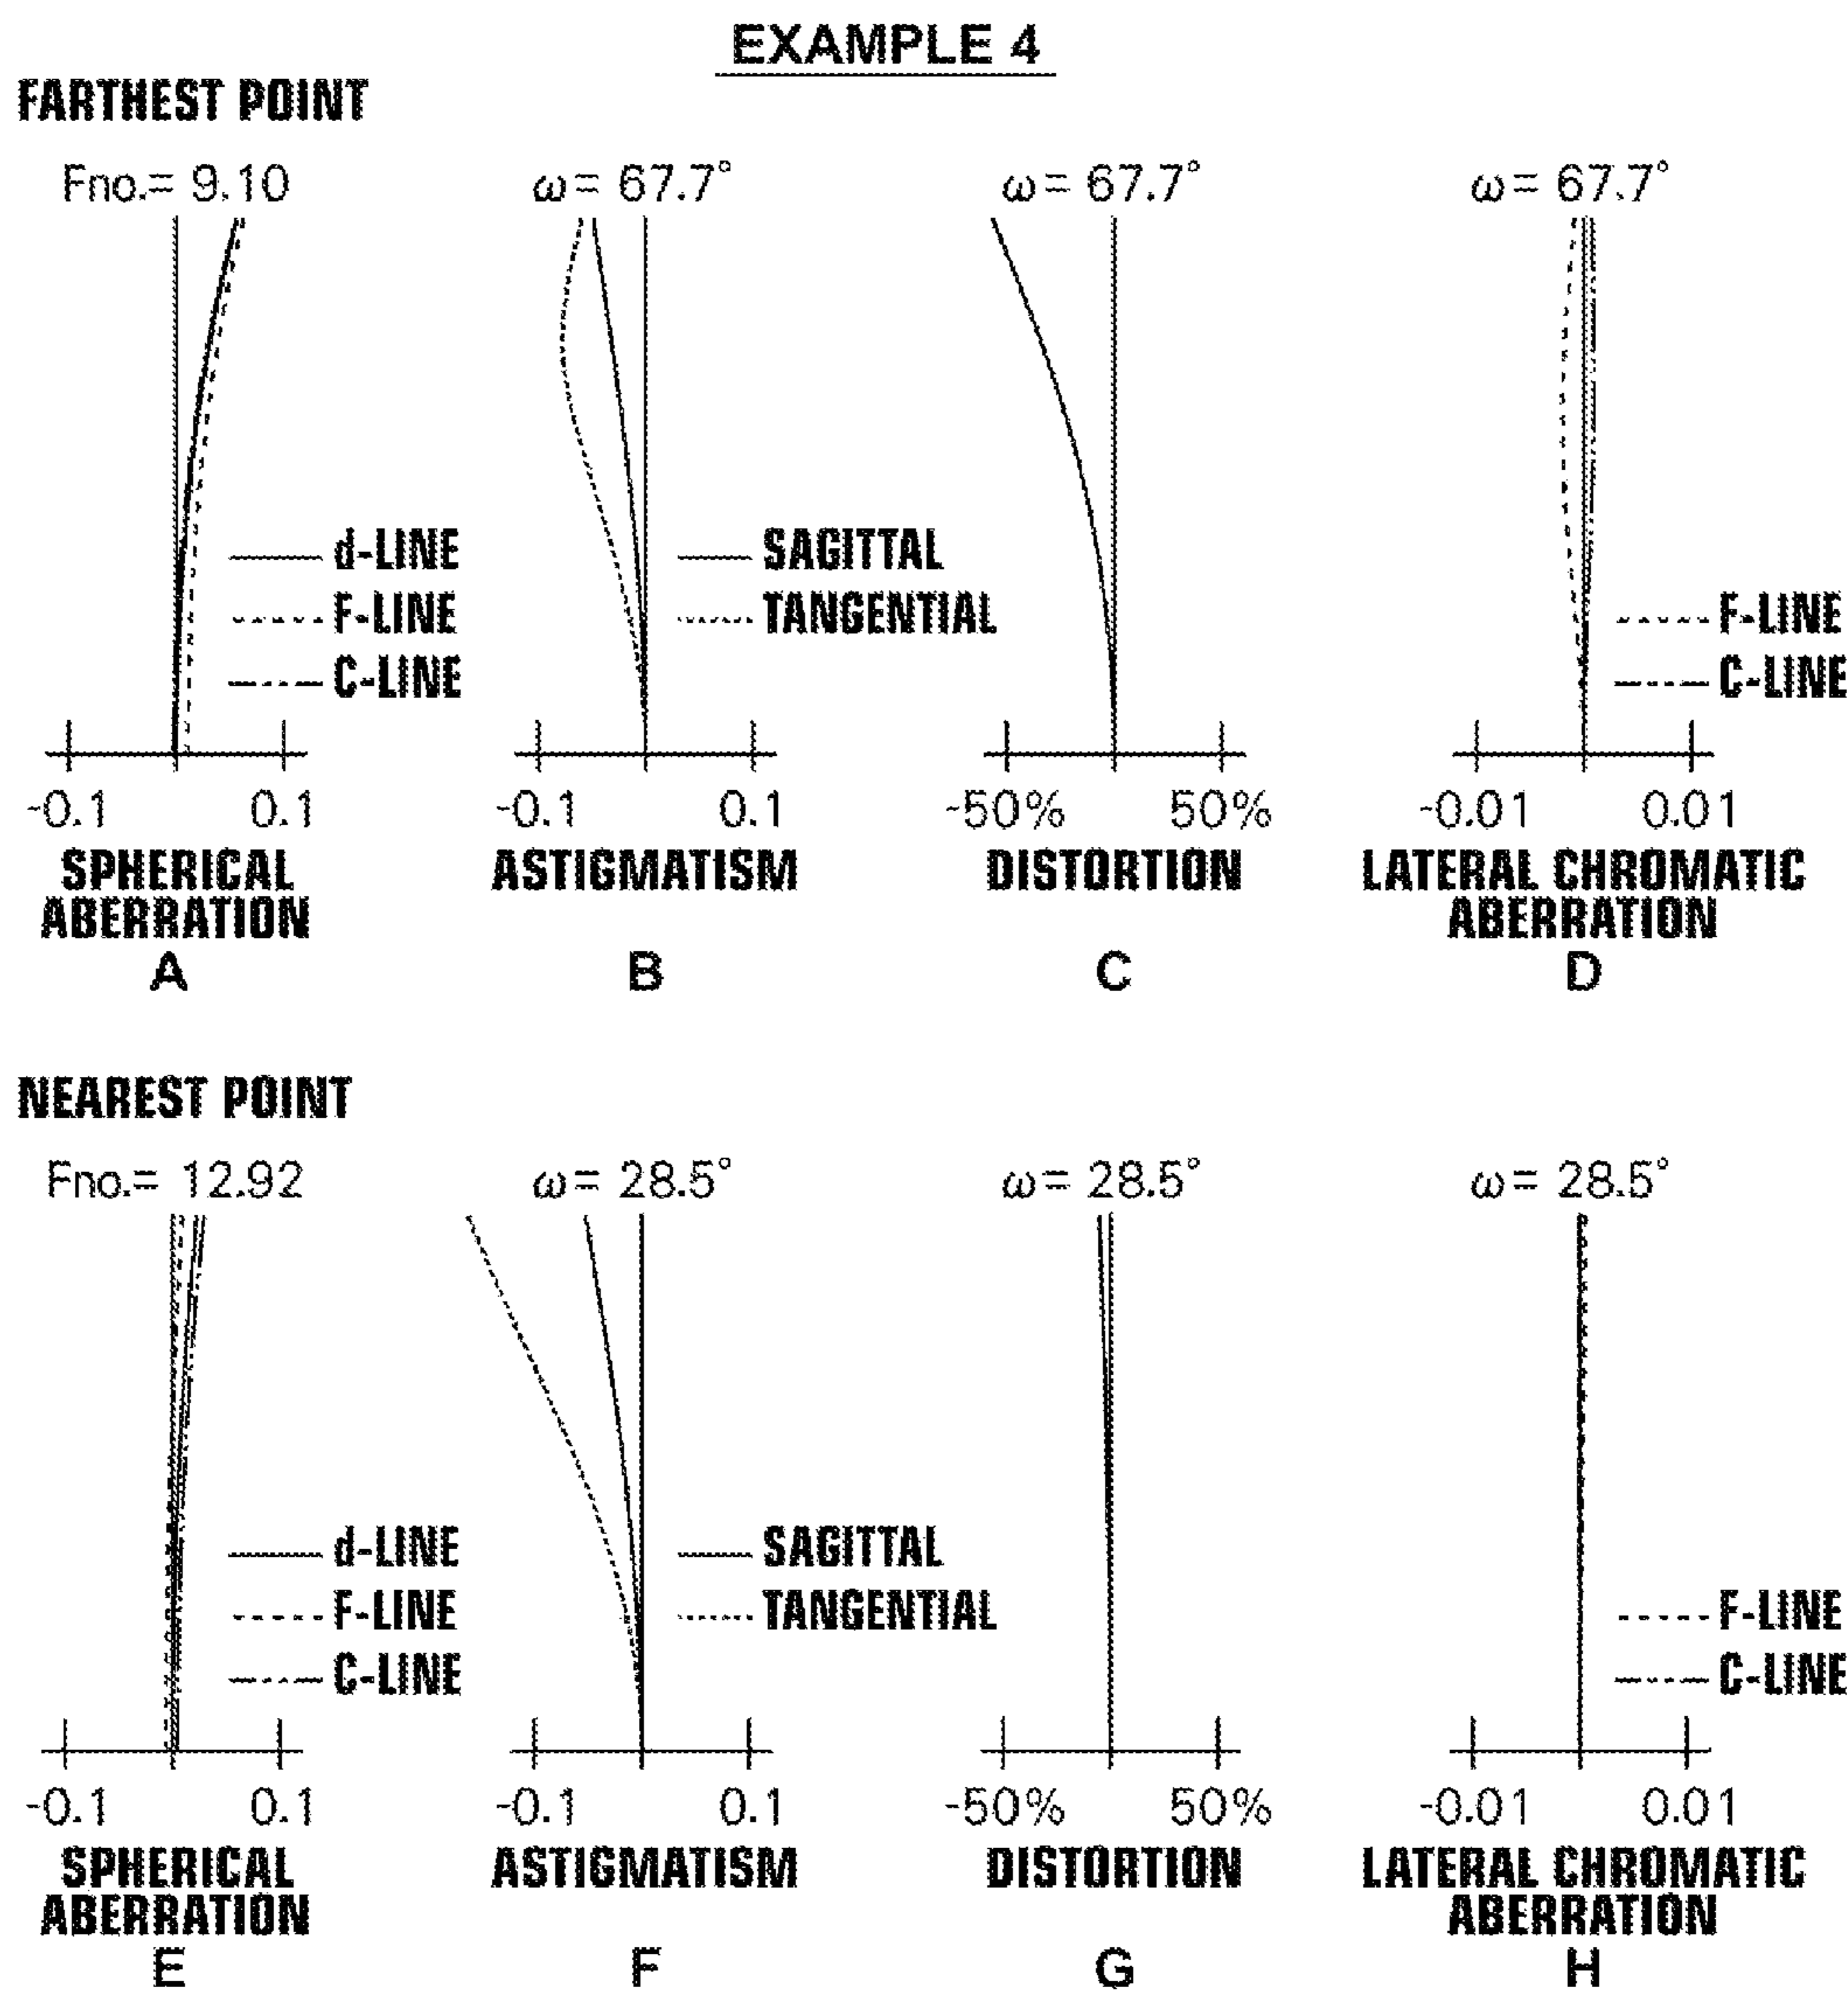 EXAMPLE 4
FARTHEST POINT
Fno.= 9.10
ω= 67.7°
ω= 67.7°
ω= 67.7°
d-LINE
F-LINE
C-LINE
SAGITTAL
TANGENTIAL
F-LINE
C-LINE
-0.1 0.1
-0.1 0.1
-50% 50%
-0.01 0.01
SPHERICAL
ABERRATION
ASTIGMATISM
DISTORTION
LATERAL CHROMATIC
ABERRATION
A
B
C
D
NEAREST POINT
Fno.= 12.92
ω= 28.5°
ω= 28.5°
ω= 28.5°
d-LINE
F-LINE
C-LINE
SAGITTAL
TANGENTIAL
F-LINE
C-LINE
-0.1 0.1
-0.1 0.1
-50% 50%
-0.01 0.01
SPHERICAL
ABERRATION
ASTIGMATISM
DISTORTION
LATERAL CHROMATIC
ABERRATION
E
F
G
H